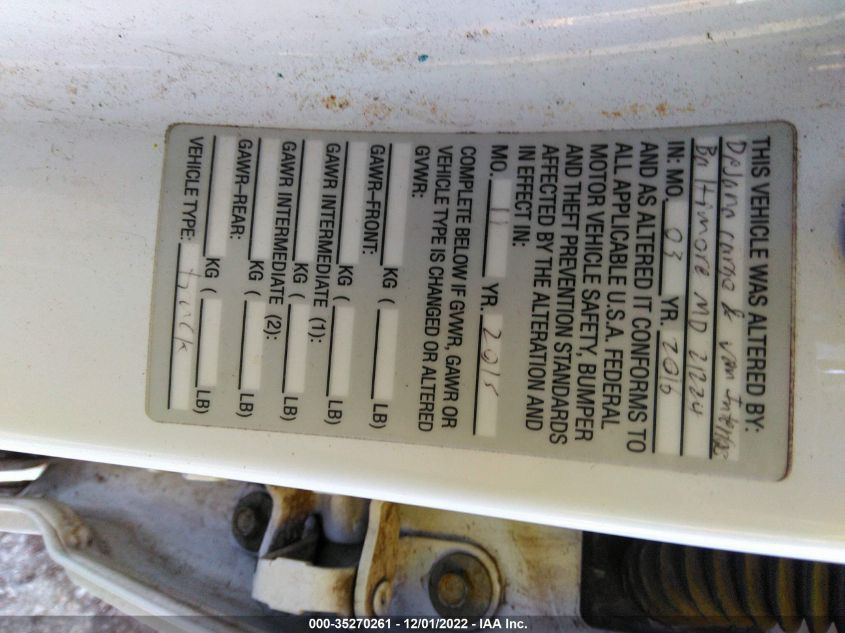 THIS VEHICLE WAS ALTERED BY:
DeJana & Van
Baltimore MD 21224
IN: MO. 03 YR. 2016
AND AS ALTERED IT CONFORMS TO
ALL APPLICABLE U.S.A. FEDERAL
MOTOR VEHICLE SAFETY, BUMPER
AND THEFT PREVENTION STANDARDS
AFFECTED BY THE ALTERATION AND
IN EFFECT IN:
MO. 11 YR. 2015
COMPLETE BELOW IF GVWR, GAWR OR
VEHICLE TYPE IS CHANGED OR ALTERED
GVWR:
KG ( LB)
GAWR-FRONT:
KG ( LB)
GAWR INTERMEDIATE (1):
KG ( LB)
GAWR INTERMEDIATE (2):
KG ( LB)
GAWR-REAR:
KG ( LB)
VEHICLE TYPE: truck
000-35270261 - 12/01/2022 - IAA Inc.